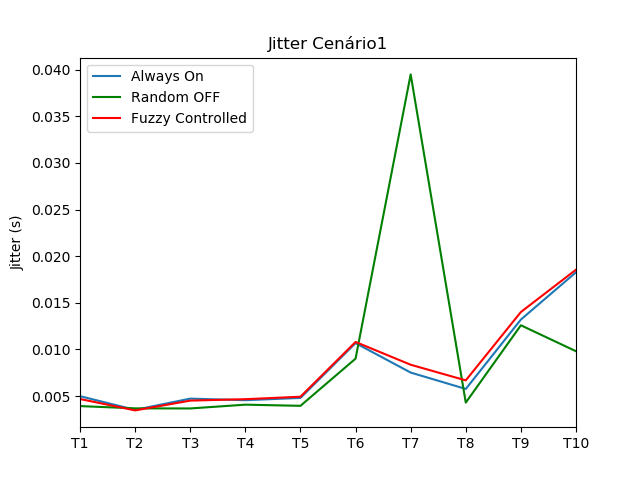 Jitter Cenário1
Always On
Random OFF
Fuzzy Controlled
Jitter (s)
0.040
0.035
0.030
0.025
0.020
0.015
0.010
0.005
T1 T2 T3 T4 T5 T6 T7 T8 T9 T10